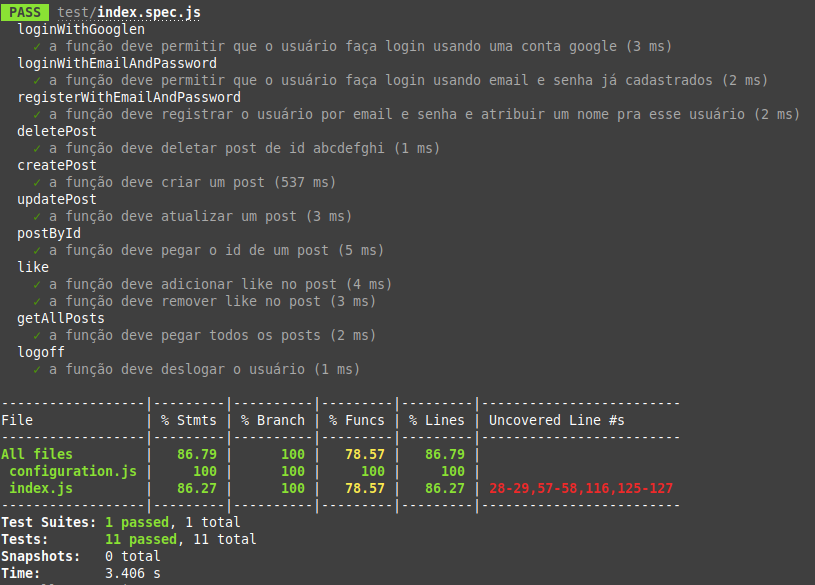 PASS test/index.spec.js
loginWithGooglen
✓ a função deve permitir que o usuário faça login usando uma conta google (3 ms)
loginWithEmailAndPassword
✓ a função deve permitir que o usuário faça login usando email e senha já cadastrados (2 ms)
registerWithEmailAndPassword
✓ a função deve registrar o usuário por email e senha e atribuir um nome pra esse usuário (2 ms)
deletePost
✓ a função deve deletar post de id abcdefghi (1 ms)
createPost
✓ a função deve criar um post (537 ms)
updatePost
✓ a função deve atualizar um post (3 ms)
postById
✓ a função deve pegar o id de um post (5 ms)
like
✓ a função deve adicionar like no post (4 ms)
✓ a função deve remover like no post (3 ms)
getAllPosts
✓ a função deve pegar todos os posts (2 ms)
logoff
✓ a função deve deslogar o usuário (1 ms)
------------------|---------|----------|---------|---------|-------------------------
File | % Stmts | % Branch | % Funcs | % Lines | Uncovered Line #s
------------------|---------|----------|---------|---------|-------------------------
All files | 86.79 | 100 | 78.57 | 86.79 |
configuration.js | 100 | 100 | 100 | 100 |
index.js | 86.27 | 100 | 78.57 | 86.27 | 28-29,57-58,116,125-127
------------------|---------|----------|---------|---------|-------------------------
Test Suites: 1 passed, 1 total
Tests: 11 passed, 11 total
Snapshots: 0 total
Time: 3.406 s